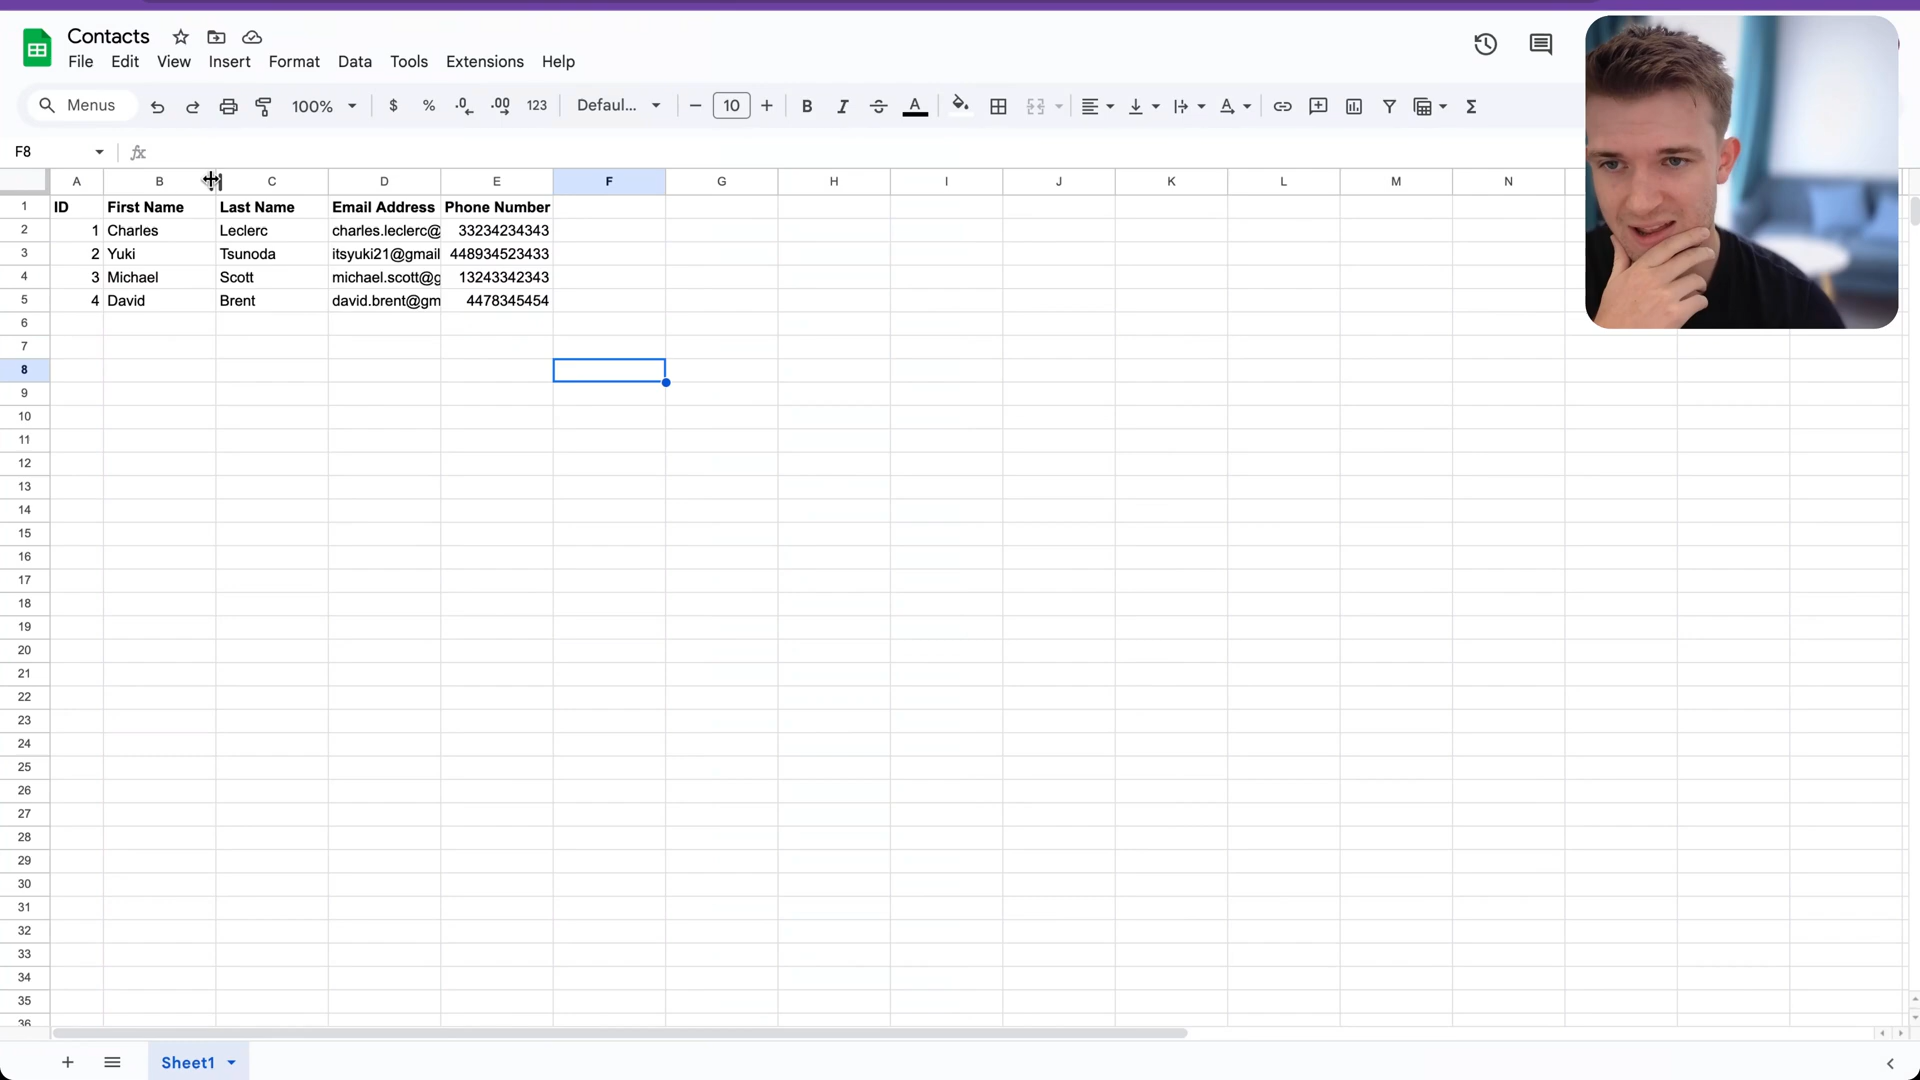 Contacts
File Edit View Insert Format Data Tools Extensions Help
Menus 100% $ % .0 .00 123 Defaul... 10 B I S A Σ
F8 fx
A B C D E F G H I J K L M N
1 ID First Name Last Name Email Address Phone Number
2 1 Charles Leclerc charles.leclerc@ 33234234343
3 2 Yuki Tsunoda itsyuki21@gmail 448934523433
4 3 Michael Scott michael.scott@g 13243342343
5 4 David Brent david.brent@gm 4478345454
6
7
8
9
10
11
12
13
14
15
16
17
18
19
20
21
22
23
24
25
26
27
28
29
30
31
32
33
34
35
36
Sheet1